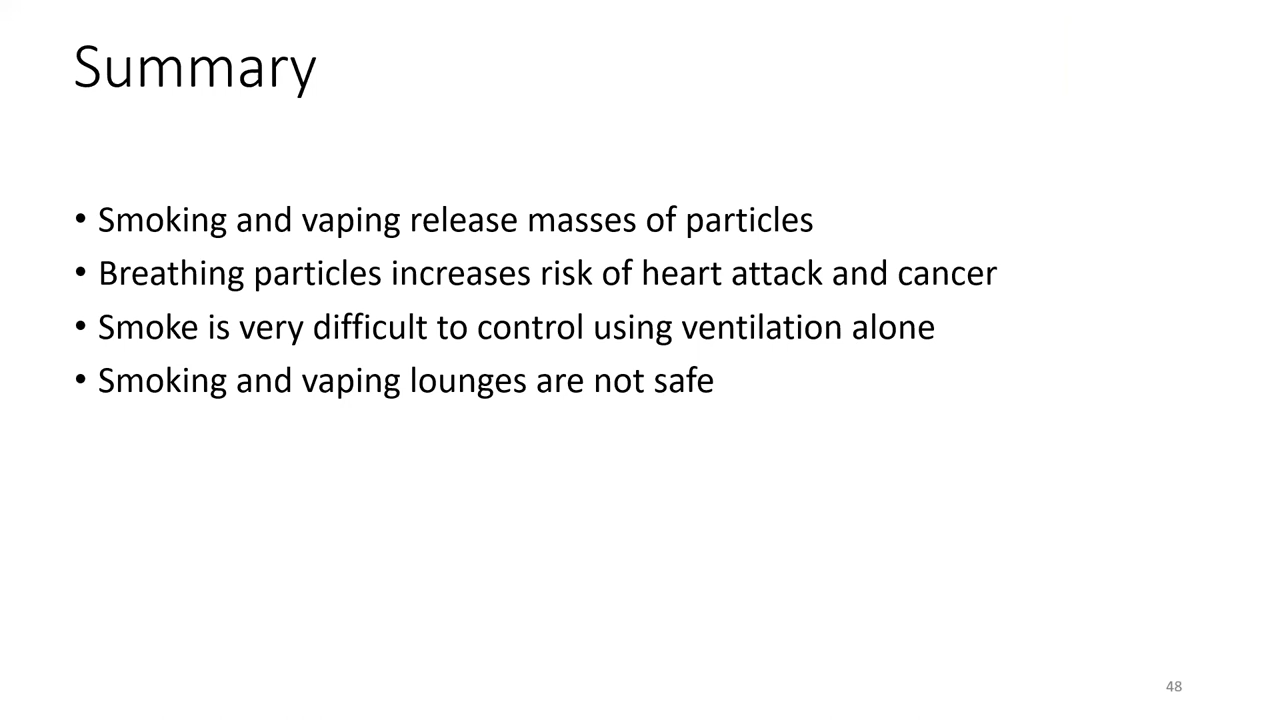 Summary
• Smoking and vaping release masses of particles
• Breathing particles increases risk of heart attack and cancer
• Smoke is very difficult to control using ventilation alone
• Smoking and vaping lounges are not safe
48